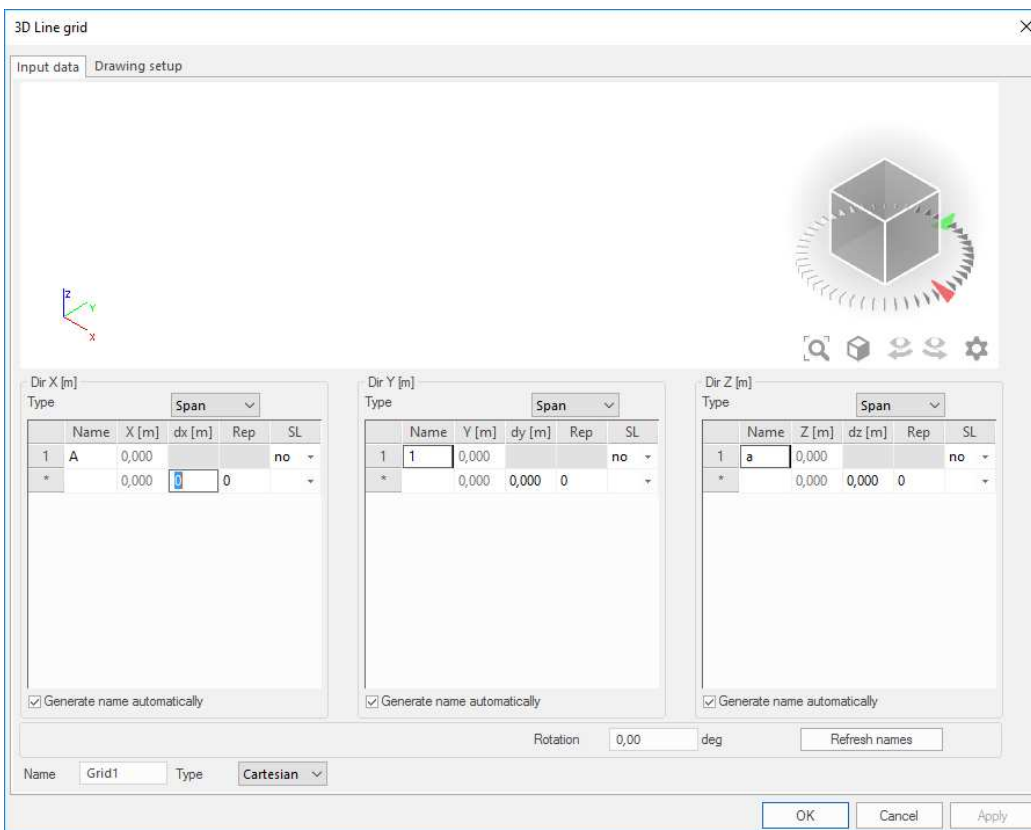 3D Line grid
Input data Drawing setup
Z
Y
X
Dir X [m]
Type Span
Name X [m] dx [m] Rep SL
1 A 0,000 no
* 0,000 0 0
Generate name automatically
Dir Y [m]
Type Span
Name Y [m] dy [m] Rep SL
1 1 0,000 no
* 0,000 0,000 0
Generate name automatically
Dir Z [m]
Type Span
Name Z [m] dz [m] Rep SL
1 a 0,000 no
* 0,000 0,000 0
Generate name automatically
Rotation 0,00 deg Refresh names
Name Grid1 Type Cartesian
OK Cancel Apply